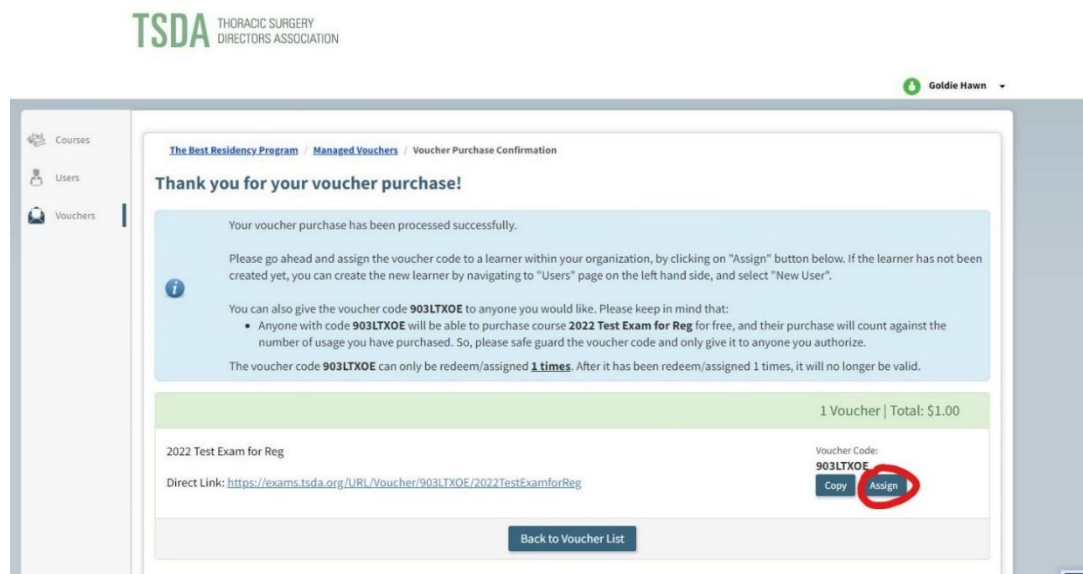 TSDA THORACIC SURGERY
DIRECTORS ASSOCIATION
Goldie Hawn
Courses
Users
Vouchers
The Best Residency Program / Managed Vouchers / Voucher Purchase Confirmation
Thank you for your voucher purchase!
Your voucher purchase has been processed successfully.
Please go ahead and assign the voucher code to a learner within your organization, by clicking on "Assign" button below. If the learner has not been
created yet, you can create the new learner by navigating to "Users" page on the left hand side, and select "New User".
You can also give the voucher code 903LTXOE to anyone you would like. Please keep in mind that:
• Anyone with code 903LTXOE will be able to purchase course 2022 Test Exam for Reg for free, and their purchase will count against the
number of usage you have purchased. So, please safe guard the voucher code and only give it to anyone you authorize.
The voucher code 903LTXOE can only be redeem/assigned 1 times. After it has been redeem/assigned 1 times, it will no longer be valid.
1 Voucher | Total: $1.00
2022 Test Exam for Reg
Voucher Code:
903LTXOE
Direct Link: https://exams.tsda.org/URL/Voucher/903LTXOE/2022TestExamforReg
Copy Assign
Back to Voucher List